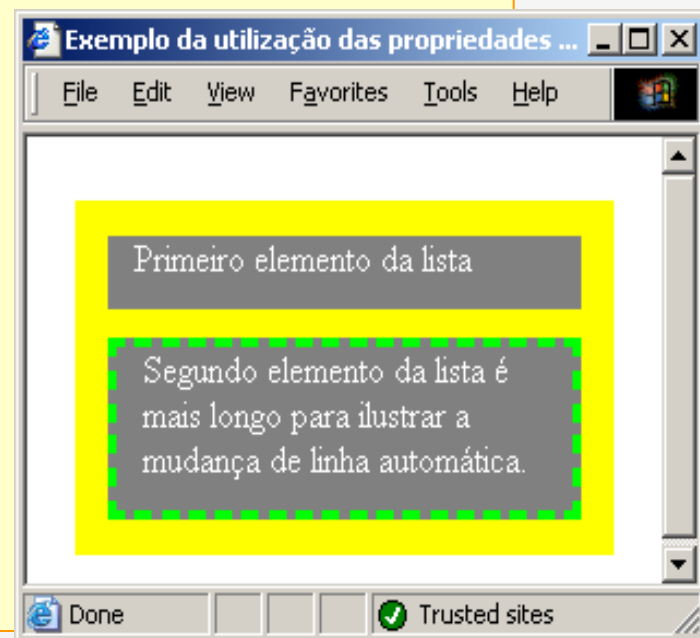 Exemplo da utilização das propriedades ...
File Edit View Favorites Tools Help
Primeiro elemento da lista
Segundo elemento da lista é
mais longo para ilustrar a
mudança de linha automática.
Done Trusted sites